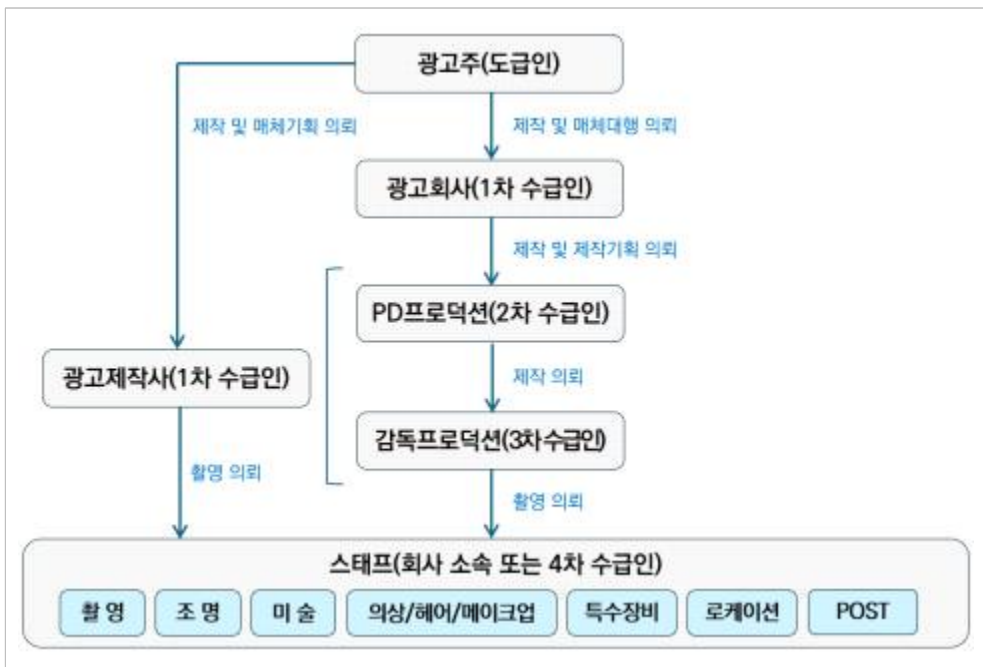 광고주(도급인)
제작 및 매체기획 의뢰
제작 및 매체대행 의뢰
광고회사(1차 수급인)
제작 및 제작기획 의뢰
PD프로덕션(2차 수급인)
광고제작사(1차 수급인)
제작 의뢰
감독프로덕션(3차수급인)
촬영 의뢰
촬영 의뢰
스태프(회사 소속 또는 4차 수급인)
촬 영
조 명
미 술
의상/헤어/메이크업
특수장비
로케이션
POST